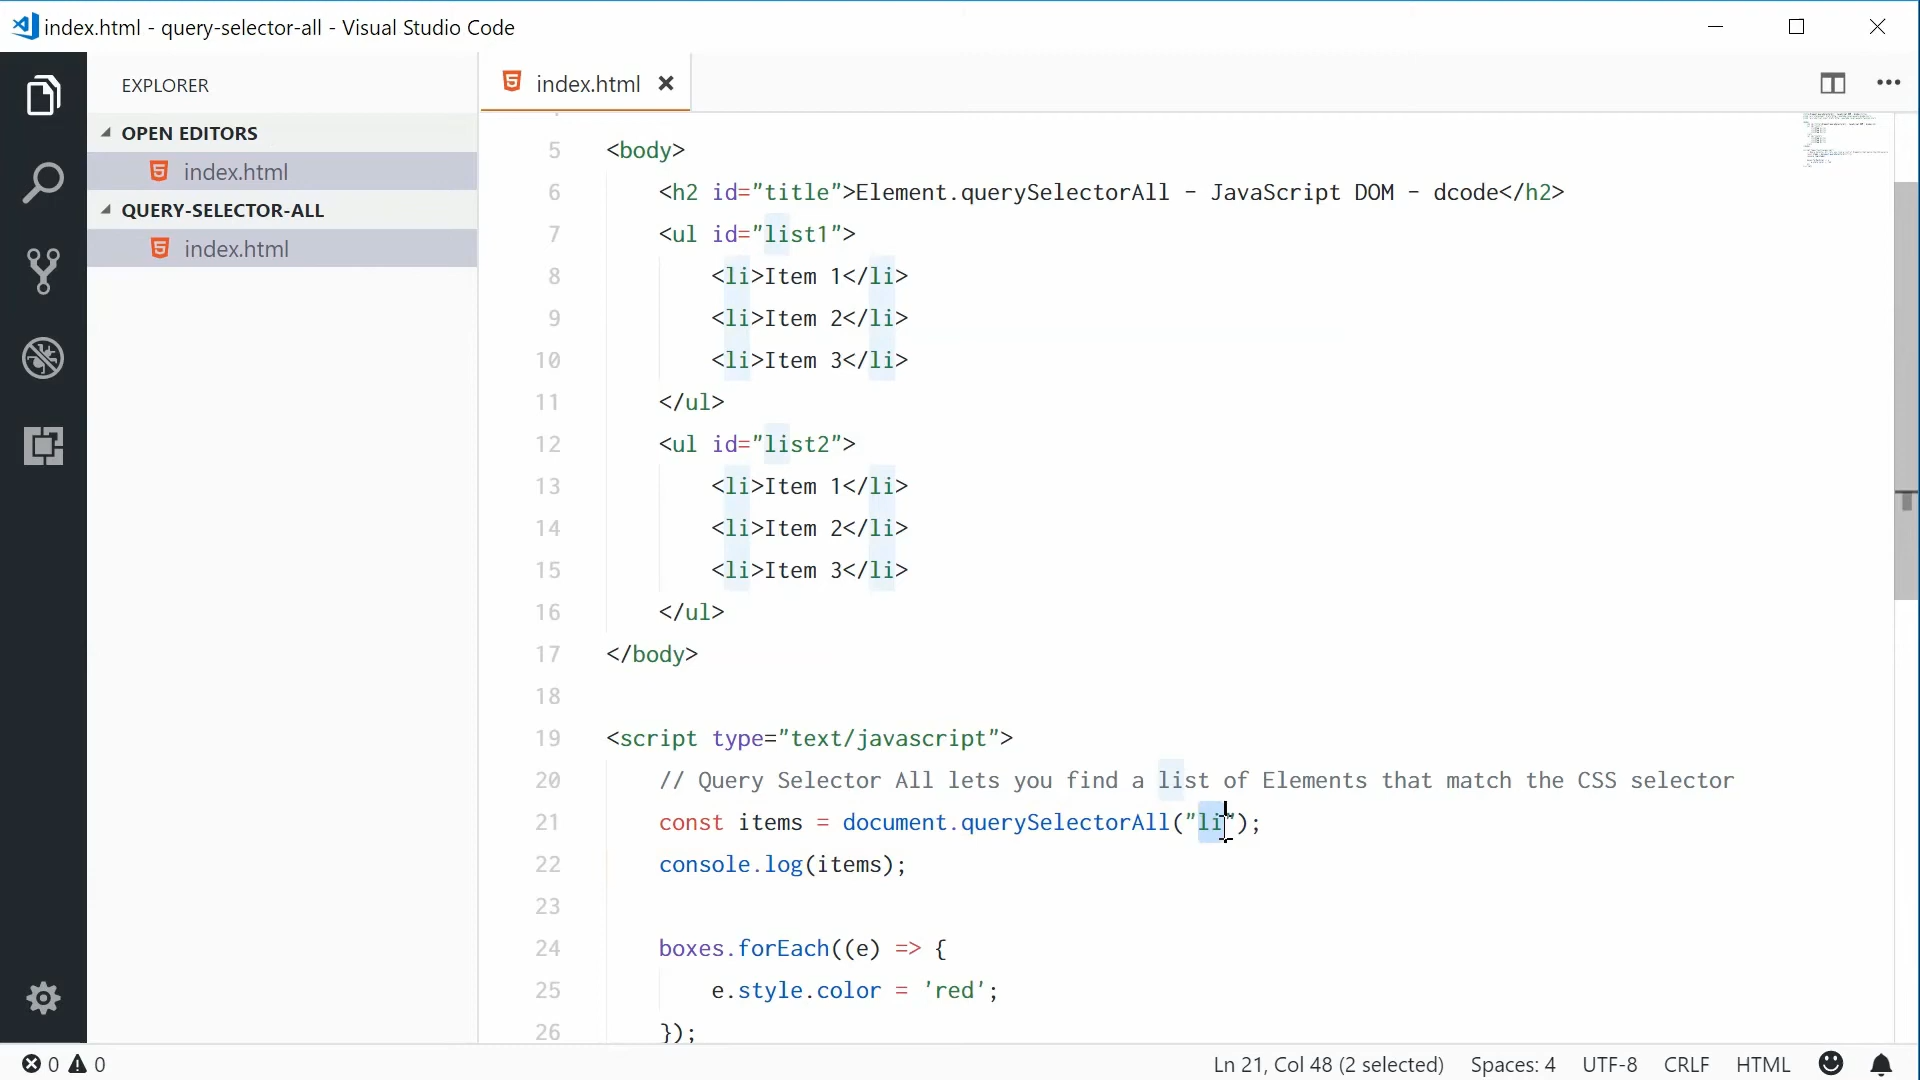 index.html - query-selector-all - Visual Studio Code
EXPLORER
OPEN EDITORS
index.html
QUERY-SELECTOR-ALL
index.html
index.html
5 <body>
6 <h2 id="title">Element.querySelectorAll - JavaScript DOM - dcode</h2>
7 <ul id="list1">
8 <li>Item 1</li>
9 <li>Item 2</li>
10 <li>Item 3</li>
11 </ul>
12 <ul id="list2">
13 <li>Item 1</li>
14 <li>Item 2</li>
15 <li>Item 3</li>
16 </ul>
17 </body>
18
19 <script type="text/javascript">
20 // Query Selector All lets you find a list of Elements that match the CSS selector
21 const items = document.querySelectorAll("li");
22 console.log(items);
23
24 boxes.forEach((e) => {
25 e.style.color = 'red';
26 });
0 0
Ln 21, Col 48 (2 selected) Spaces: 4 UTF-8 CRLF HTML